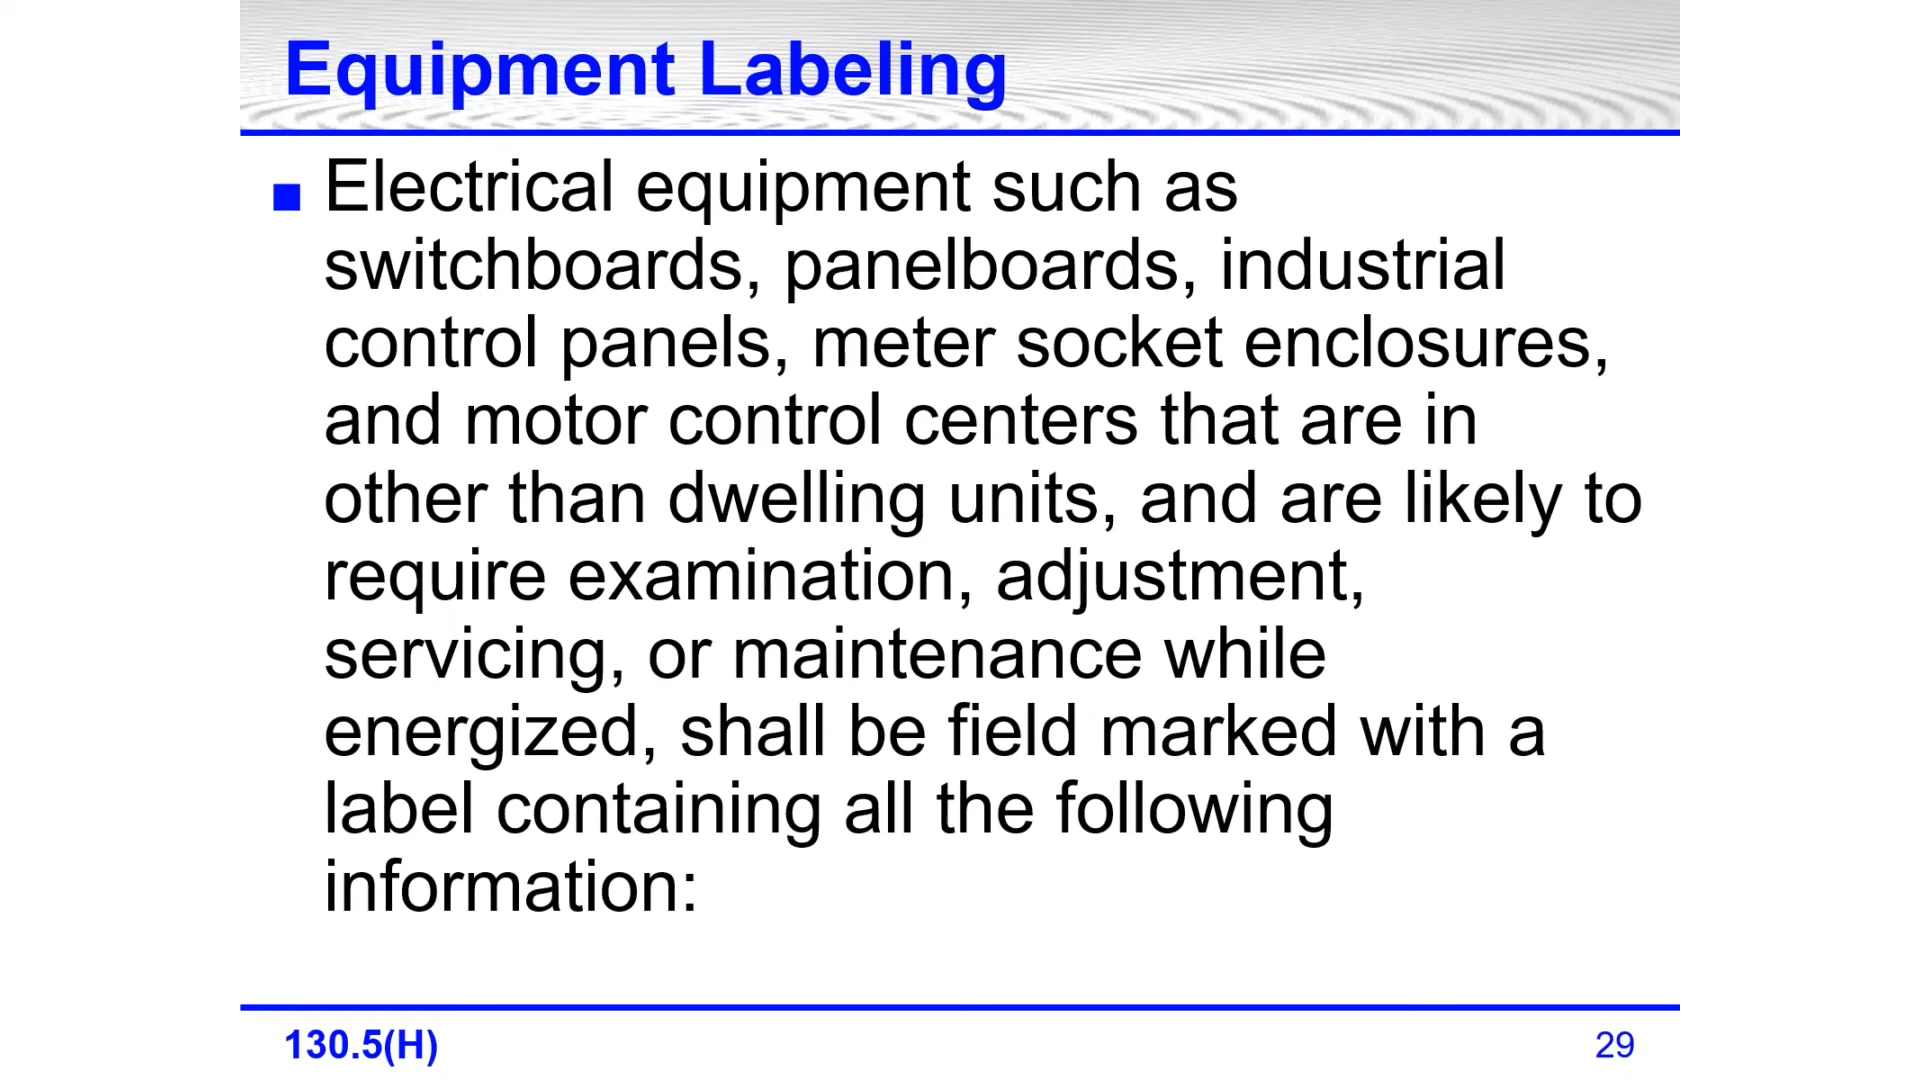 Equipment Labeling
■ Electrical equipment such as
switchboards, panelboards, industrial
control panels, meter socket enclosures,
and motor control centers that are in
other than dwelling units, and are likely to
require examination, adjustment,
servicing, or maintenance while
energized, shall be field marked with a
label containing all the following
information:
130.5(H)
29